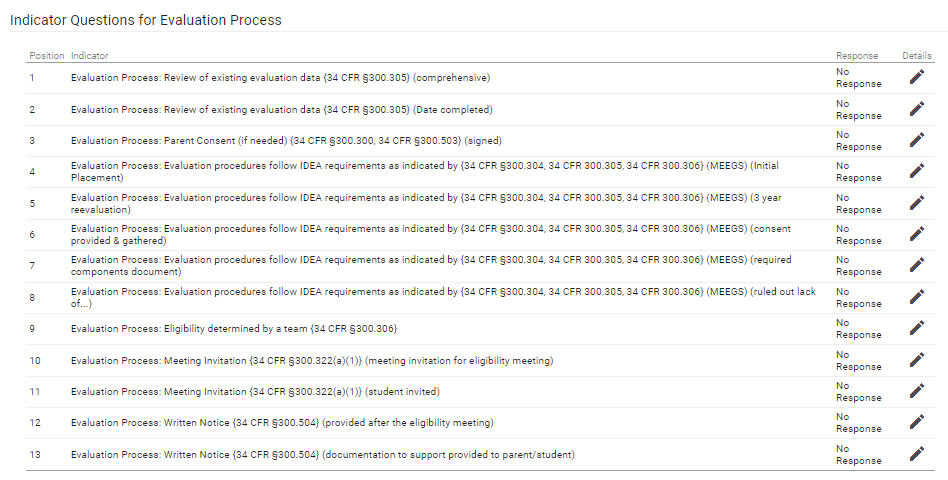 Indicator Questions for Evaluation Process
Position Indicator Response Details
1 Evaluation Process: Review of existing evaluation data {34 CFR §300.305} (comprehensive) No Response
2 Evaluation Process: Review of existing evaluation data {34 CFR §300.305} (Date completed) No Response
3 Evaluation Process: Parent Consent (if needed) {34 CFR §300.300, 34 CFR §300.503} (signed) No Response
4 Evaluation Process: Evaluation procedures follow IDEA requirements as indicated by {34 CFR §300.304, 34 CFR 300.305, 34 CFR 300.306} (MEEGS) (Initial
Placement) No Response
5 Evaluation Process: Evaluation procedures follow IDEA requirements as indicated by {34 CFR §300.304, 34 CFR 300.305, 34 CFR 300.306} (MEEGS) (3 year
reevaluation) No Response
6 Evaluation Process: Evaluation procedures follow IDEA requirements as indicated by {34 CFR §300.304, 34 CFR 300.305, 34 CFR 300.306} (MEEGS) (consent
provided & gathered) No Response
7 Evaluation Process: Evaluation procedures follow IDEA requirements as indicated by {34 CFR §300.304, 34 CFR 300.305, 34 CFR 300.306} (MEEGS) (required
components document) No Response
8 Evaluation Process: Evaluation procedures follow IDEA requirements as indicated by {34 CFR §300.304, 34 CFR 300.305, 34 CFR 300.306} (MEEGS) (ruled out lack
of...) No Response
9 Evaluation Process: Eligibility determined by a team {34 CFR §300.306} No Response
10 Evaluation Process: Meeting Invitation {34 CFR §300.322(a)(1)} (meeting invitation for eligibility meeting) No Response
11 Evaluation Process: Meeting Invitation {34 CFR §300.322(a)(1)} (student invited) No Response
12 Evaluation Process: Written Notice {34 CFR §300.504} (provided after the eligibility meeting) No Response
13 Evaluation Process: Written Notice {34 CFR §300.504} (documentation to support provided to parent/student) No Response